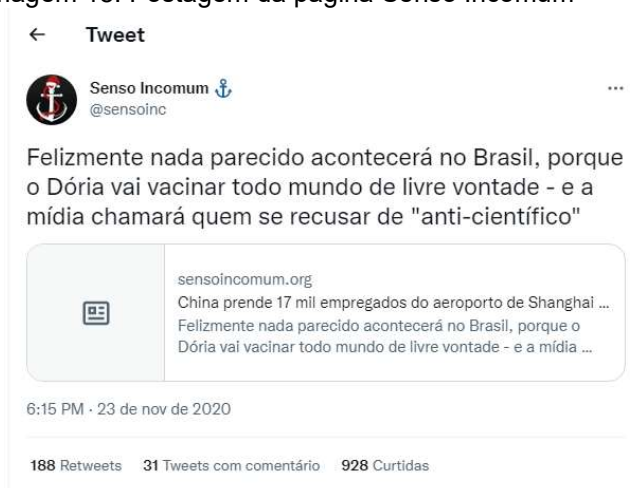 Postagem da página Senso Incomum
← Tweet
Senso Incomum
@sensoinc
...
Felizmente nada parecido acontecerá no Brasil, porque
o Dória vai vacinar todo mundo de livre vontade - e a
mídia chamará quem se recusar de "anti-científico"
sensoincomum.org
China prende 17 mil empregados do aeroporto de Shanghai ...
Felizmente nada parecido acontecerá no Brasil, porque o
Dória vai vacinar todo mundo de livre vontade - e a mídia ...
6:15 PM · 23 de nov de 2020
188 Retweets 31 Tweets com comentário 928 Curtidas